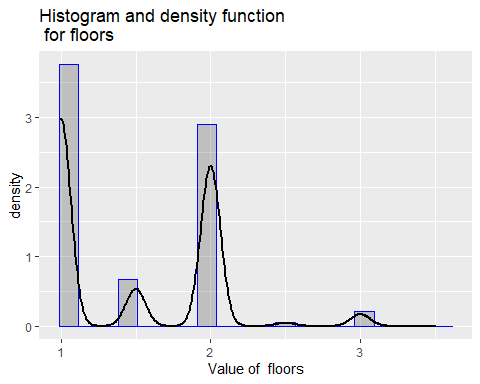 Histogram and density function
for floors
density
3
2
1
0
1
2
3
Value of  floors